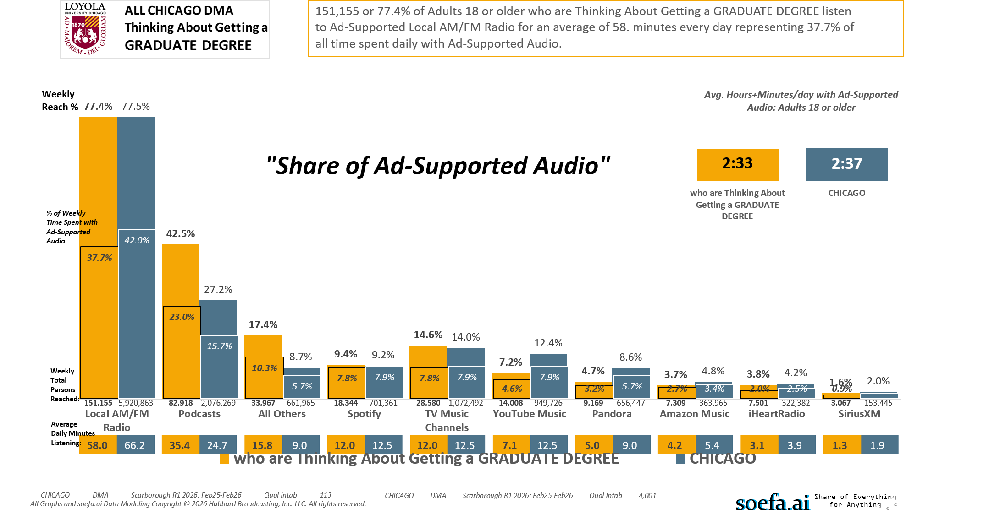 LOYOLA
UNIVERSITY CHICAGO
1870
AD • MAJOREM • DEI • GLORIAM
ALL CHICAGO DMA
Thinking About Getting a
GRADUATE DEGREE
151,155 or 77.4% of Adults 18 or older who are Thinking About Getting a GRADUATE DEGREE listen
to Ad-Supported Local AM/FM Radio for an average of 58. minutes every day representing 37.7% of
all time spent daily with Ad-Supported Audio.
Weekly
Reach % 77.4% 77.5%
Avg. Hours+Minutes/day with Ad-Supported
Audio: Adults 18 or older
"Share of Ad-Supported Audio"
2:33 2:37
who are Thinking About
Getting a GRADUATE
DEGREE
CHICAGO
% of Weekly
Time Spent with
Ad-Supported
Audio
37.7% 42.0%
42.5% 27.2%
23.0% 15.7%
17.4% 8.7%
10.3% 5.7%
9.4% 9.2%
7.8% 7.9%
14.6% 14.0%
7.8% 7.9%
7.2% 12.4%
4.6% 7.9%
4.7% 8.6%
3.2% 5.7%
3.7% 4.8%
2.7% 3.4%
3.8% 4.2%
2.0% 2.5%
1.6% 2.0%
0.9%
Weekly
Total
Persons
Reached:
151,155 5,920,863 82,918 2,076,269 33,967 661,965 18,344 701,361 28,580 1,072,492 14,008 949,726 9,169 656,447 7,309 363,965 7,501 322,382 3,067 153,445
Local AM/FM
Radio
Podcasts
All Others
Spotify
TV Music
Channels
YouTube Music
Pandora
Amazon Music
iHeartRadio
SiriusXM
Average
Daily Minutes
Listening:
58.0 66.2 35.4 24.7 15.8 9.0 12.0 12.5 12.0 12.5 7.1 12.5 5.0 9.0 4.2 5.4 3.1 3.9 1.3 1.9
who are Thinking About Getting a GRADUATE DEGREE CHICAGO
CHICAGO DMA Scarborough R1 2026: Feb25-Feb26 Qual Intab 113 CHICAGO DMA Scarborough R1 2026: Feb25-Feb26 Qual Intab 4,001
All Graphs and soefa.ai Data Modeling Copyright © 2026 Hubbard Broadcasting, Inc. LLC. All rights reserved.
soefa.ai
Share of Everything
for Anything © ©